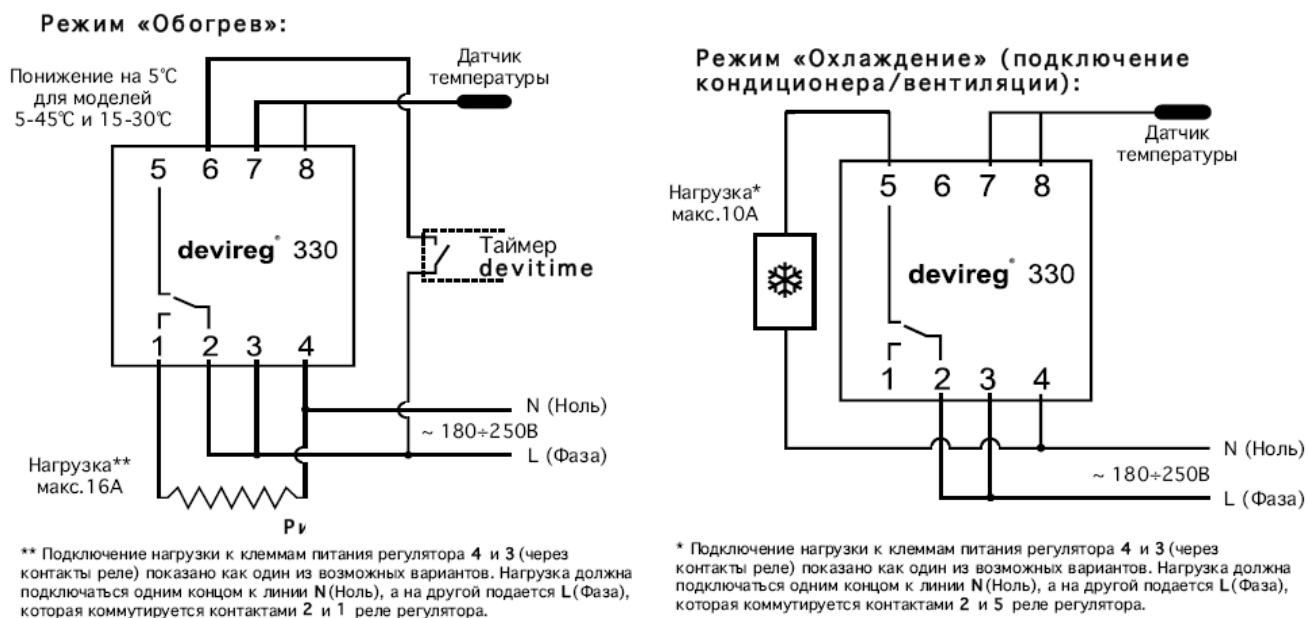 Режим «Обогрев»:
Понижение на 5°С
для моделей
5-45°С и 15-30°С
Датчик
температуры
5 6 7 8
devireg® 330
Таймер
devitime
1 2 3 4
N (Ноль)
~ 180÷250В
L (Фаза)
Нагрузка**
макс.16А
** Подключение нагрузки к клеммам питания регулятора 4 и 3 (через
контакты реле) показано как один из возможных вариантов. Нагрузка должна
подключаться одним концом к линии N(Ноль), а на другой подается L(Фаза),
которая коммутируется контактами 2 и 1 реле регулятора.
Режим «Охлаждение» (подключение
кондиционера/вентиляции):
Датчик
температуры
Нагрузка*
макс.10А
5 6 7 8
devireg® 330
1 2 3 4
N (Ноль)
~ 180÷250В
L (Фаза)
* Подключение нагрузки к клеммам питания регулятора 4 и 3 (через
контакты реле) показано как один из возможных вариантов. Нагрузка должна
подключаться одним концом к линии N(Ноль), а на другой подается L(Фаза),
которая коммутируется контактами 2 и 5 реле регулятора.